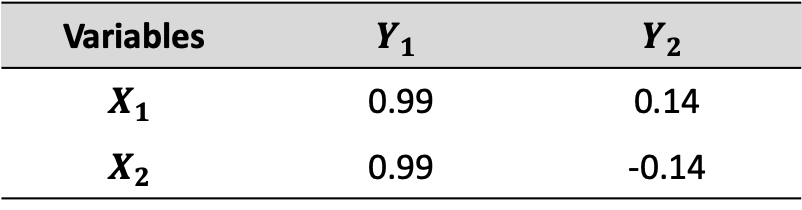 Variables Y₁ Y₂
X₁ 0.99 0.14
X₂ 0.99 -0.14